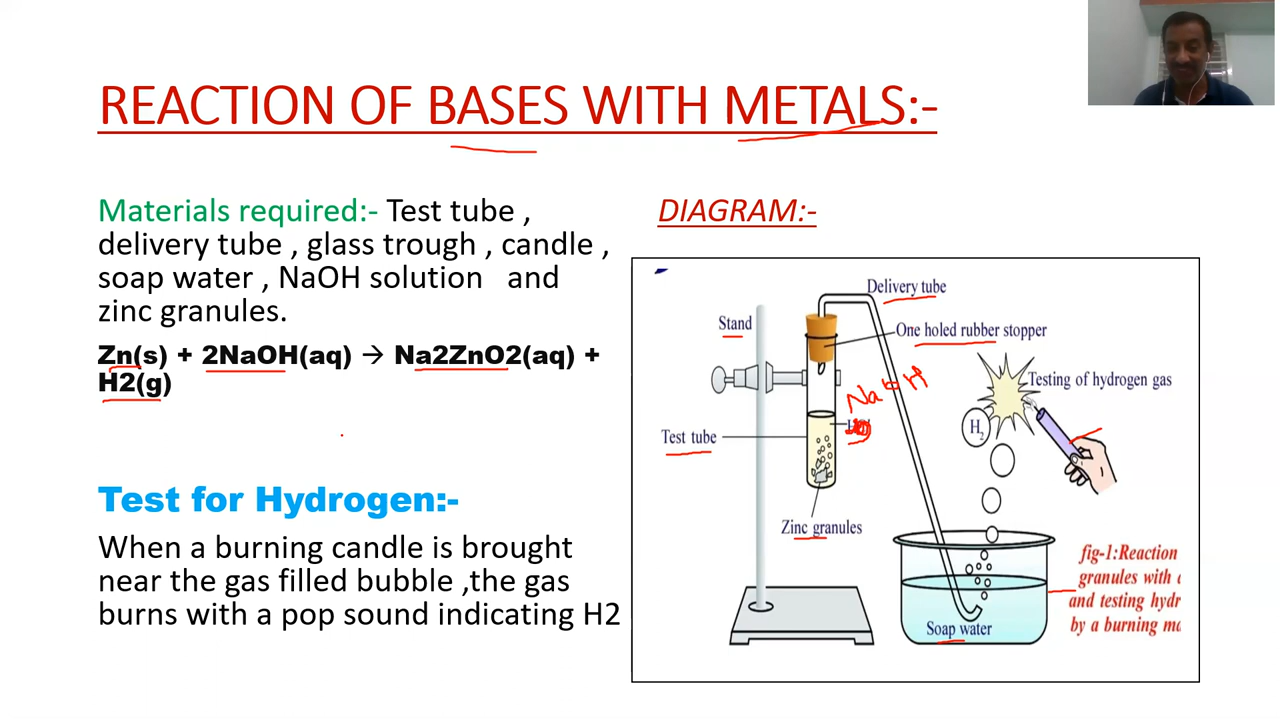 REACTION OF BASES WITH METALS:-
Materials required:- Test tube ,
delivery tube , glass trough , candle ,
soap water , NaOH solution and
zinc granules.
Zn(s) + 2NaOH(aq) → Na2ZnO2(aq) +
H2(g)
Test for Hydrogen:-
When a burning candle is brought
near the gas filled bubble ,the gas
burns with a pop sound indicating H2
DIAGRAM:-
Delivery tube
Stand
One holed rubber stopper
Testing of hydrogen gas
NaOH
H2
Test tube
Zinc granules
Soap water
fig-1:Reaction
granules with
and testing hydr
by a burning